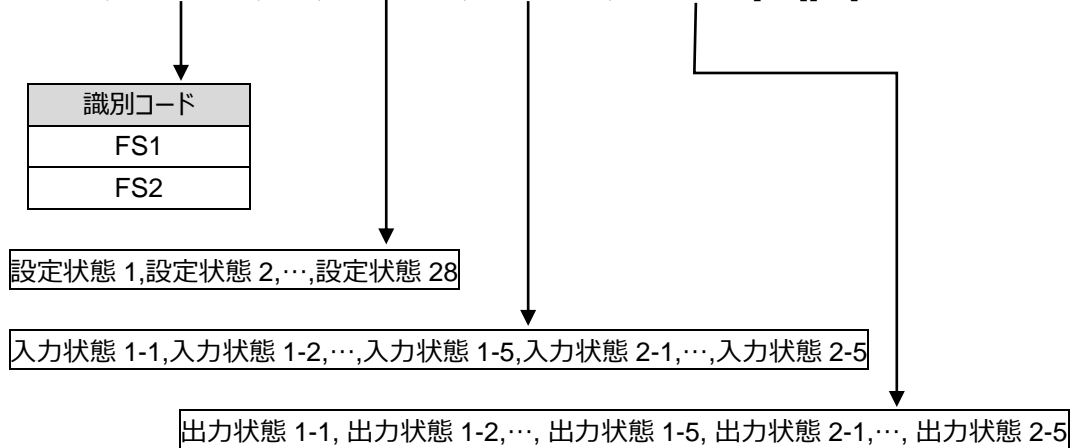 識別コード
FS1
FS2
設定状態 1,設定状態 2,…,設定状態 28
入力状態 1-1,入力状態 1-2,…,入力状態 1-5,入力状態 2-1,…,入力状態 2-5
出力状態 1-1, 出力状態 1-2,…, 出力状態 1-5, 出力状態 2-1,…, 出力状態 2-5